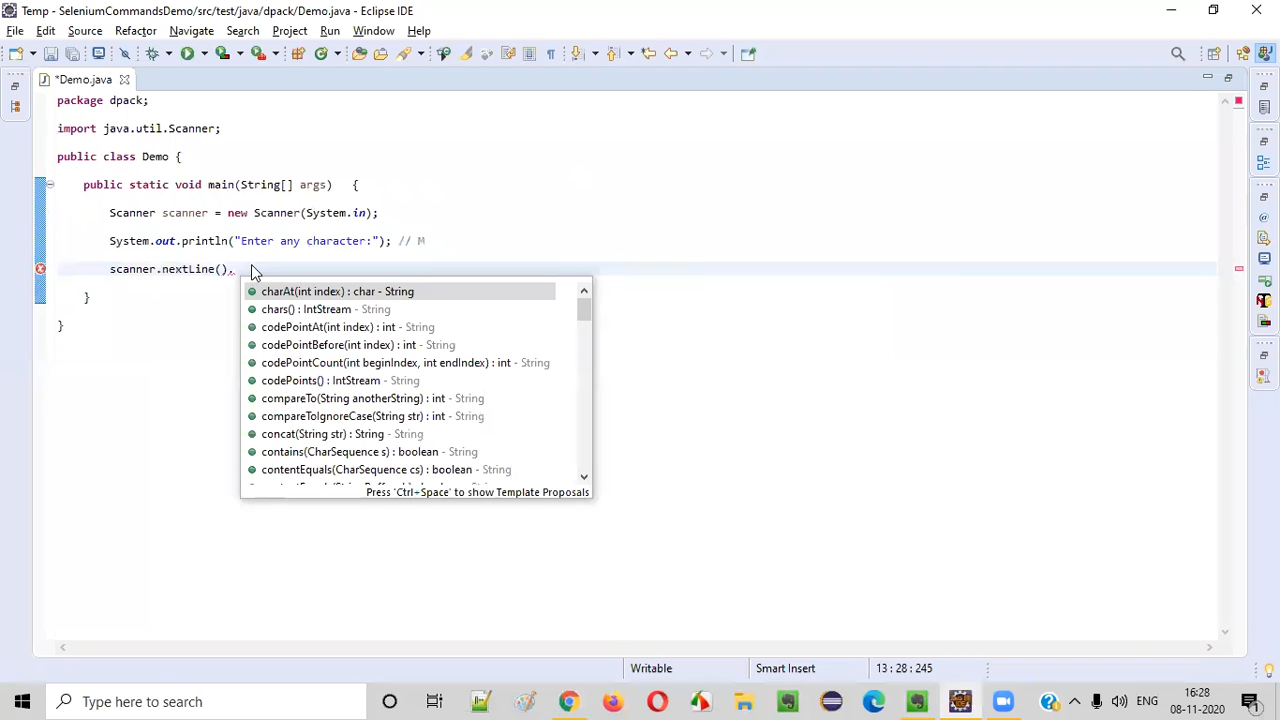 Temp - SeleniumCommandsDemo/src/test/java/dpack/Demo.java - Eclipse IDE
File Edit Source Refactor Navigate Search Project Run Window Help
*Demo.java
package dpack;
import java.util.Scanner;
public class Demo {
public static void main(String[] args) {
Scanner scanner = new Scanner(System.in);
System.out.println("Enter any character:"); // M
scanner.nextLine().
}
}
charAt(int index) : char - String
chars() : IntStream - String
codePointAt(int index) : int - String
codePointBefore(int index) : int - String
codePointCount(int beginIndex, int endIndex) : int - String
codePoints() : IntStream - String
compareTo(String anotherString) : int - String
compareToIgnoreCase(String str) : int - String
concat(String str) : String - String
contains(CharSequence s) : boolean - String
contentEquals(CharSequence cs) : boolean - String
Press 'Ctrl+Space' to show Template Proposals
Writable Smart Insert 13 : 28 : 245
Type here to search
ENG
16:28
08-11-2020